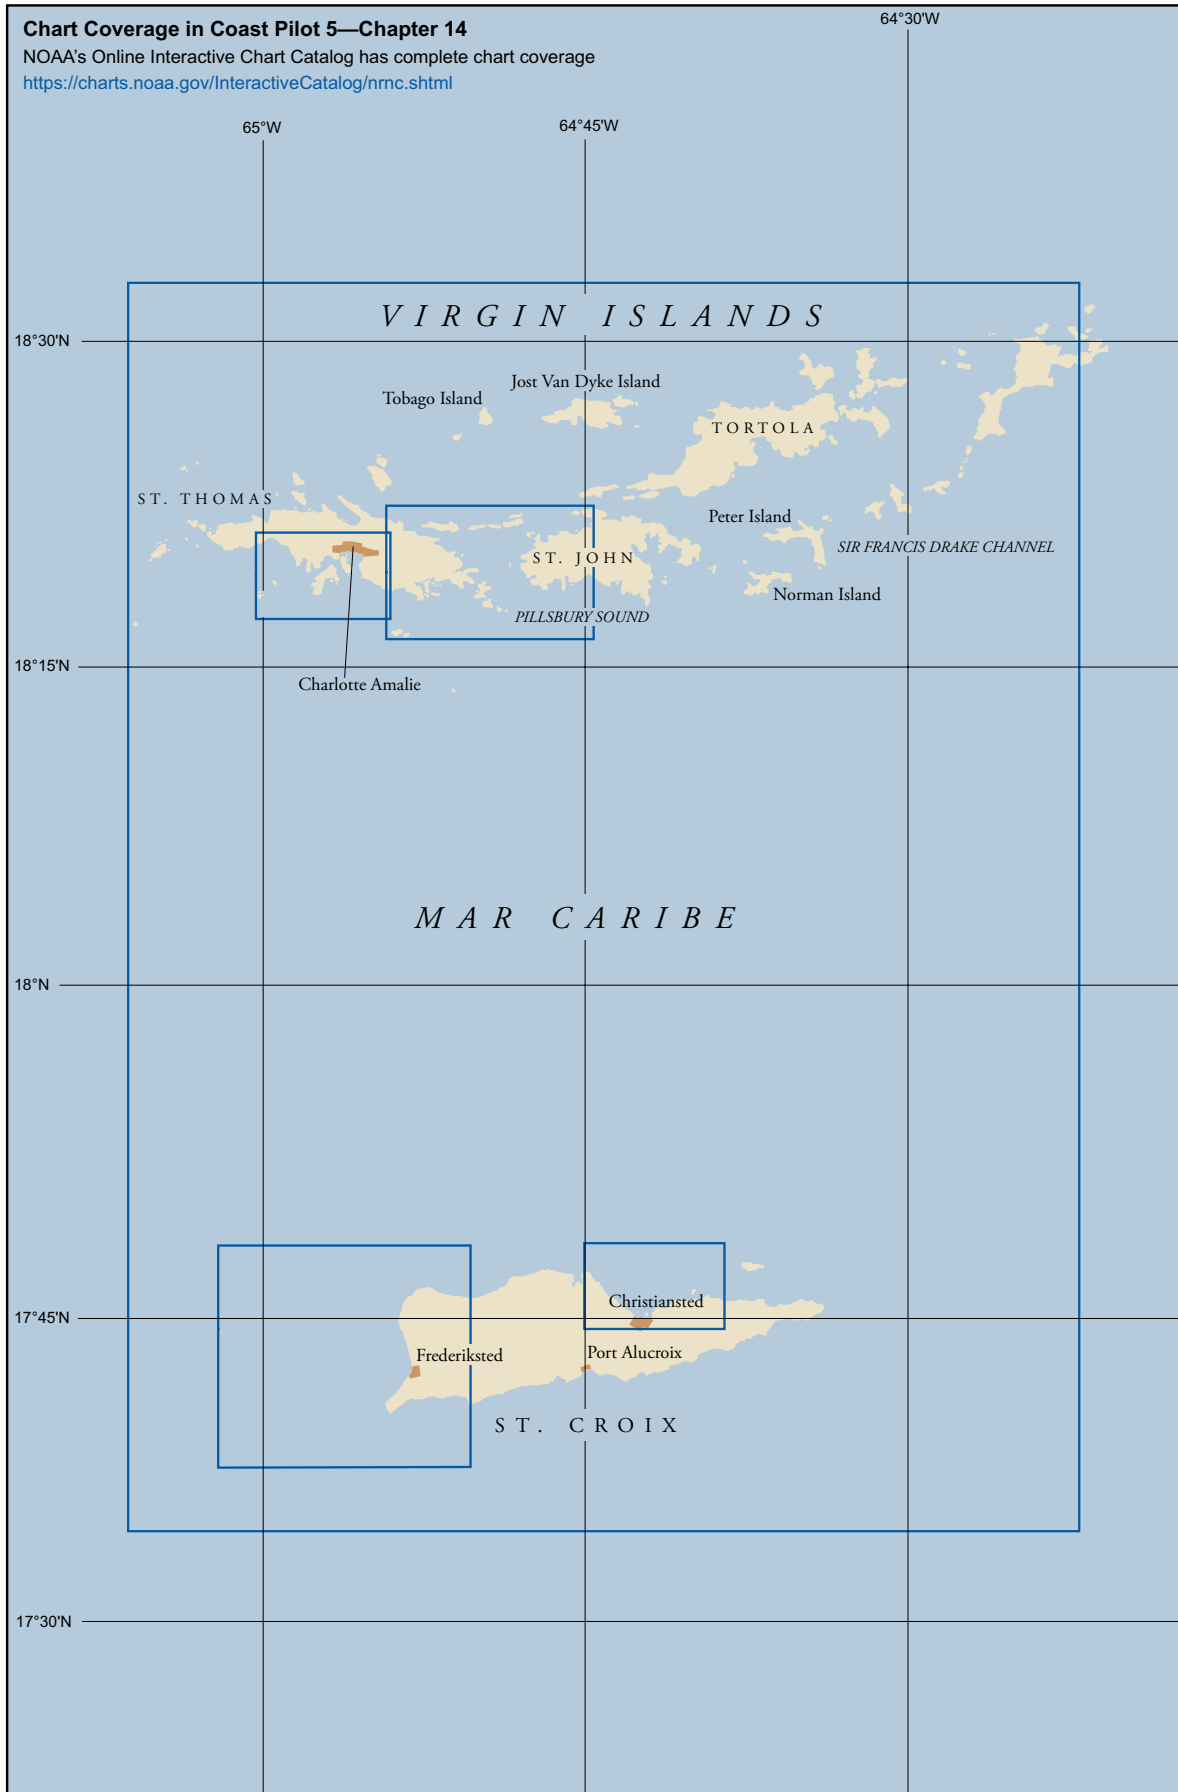 Chart Coverage in Coast Pilot 5—Chapter 14
NOAA's Online Interactive Chart Catalog has complete chart coverage
https://charts.noaa.gov/InteractiveCatalog/nrnc.shtml
64°30'W
65°W
64°45'W
VIRGIN ISLANDS
18°30'N
Jost Van Dyke Island
Tobago Island
TORTOLA
ST. THOMAS
Peter Island
SIR FRANCIS DRAKE CHANNEL
ST. JOHN
Norman Island
PILLSBURY SOUND
18°15'N
Charlotte Amalie
MAR CARIBE
18°N
Christiansted
17°45'N
Port Alucroix
Frederiksted
ST. CROIX
17°30'N